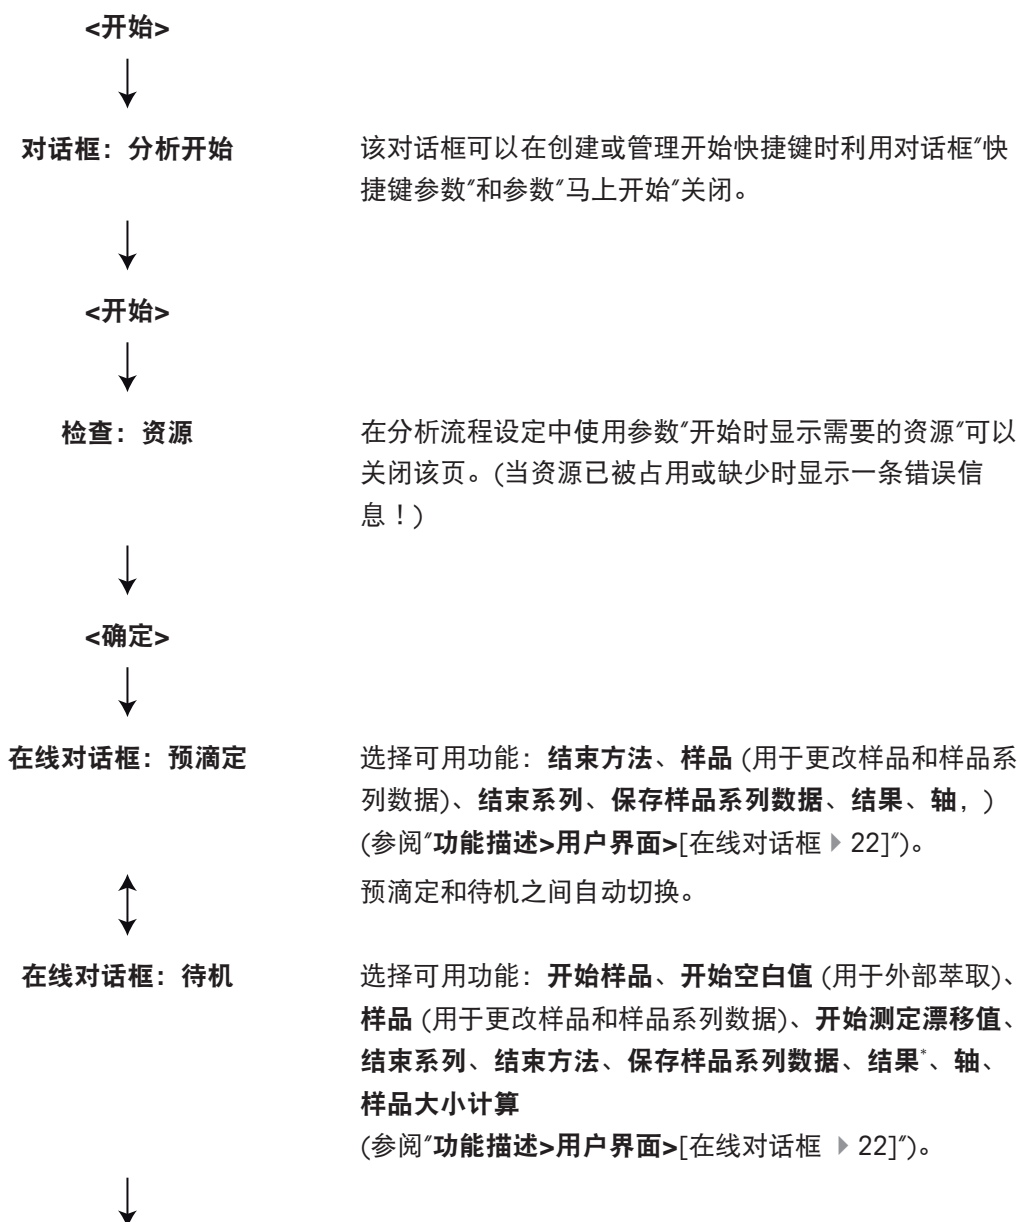 <开始>
对话框：分析开始
该对话框可以在创建或管理开始快捷键时利用对话框″快
捷键参数″和参数″马上开始″关闭。
<开始>
检查：资源
在分析流程设定中使用参数″开始时显示需要的资源″可以
关闭该页。(当资源已被占用或缺少时显示一条错误信
息！)
<确定>
在线对话框：预滴定
选择可用功能：结束方法、样品 (用于更改样品和样品系
列数据)、结束系列、保存样品系列数据、结果、轴，)
(参阅″功能描述>用户界面>[在线对话框 ▶ 22]″)。
预滴定和待机之间自动切换。
在线对话框：待机
选择可用功能：开始样品、开始空白值 (用于外部萃取)、
样品 (用于更改样品和样品系列数据)、开始测定漂移值、
结束系列、结束方法、保存样品系列数据、结果*、轴、
样品大小计算
(参阅″功能描述>用户界面>[在线对话框 ▶ 22]″)。